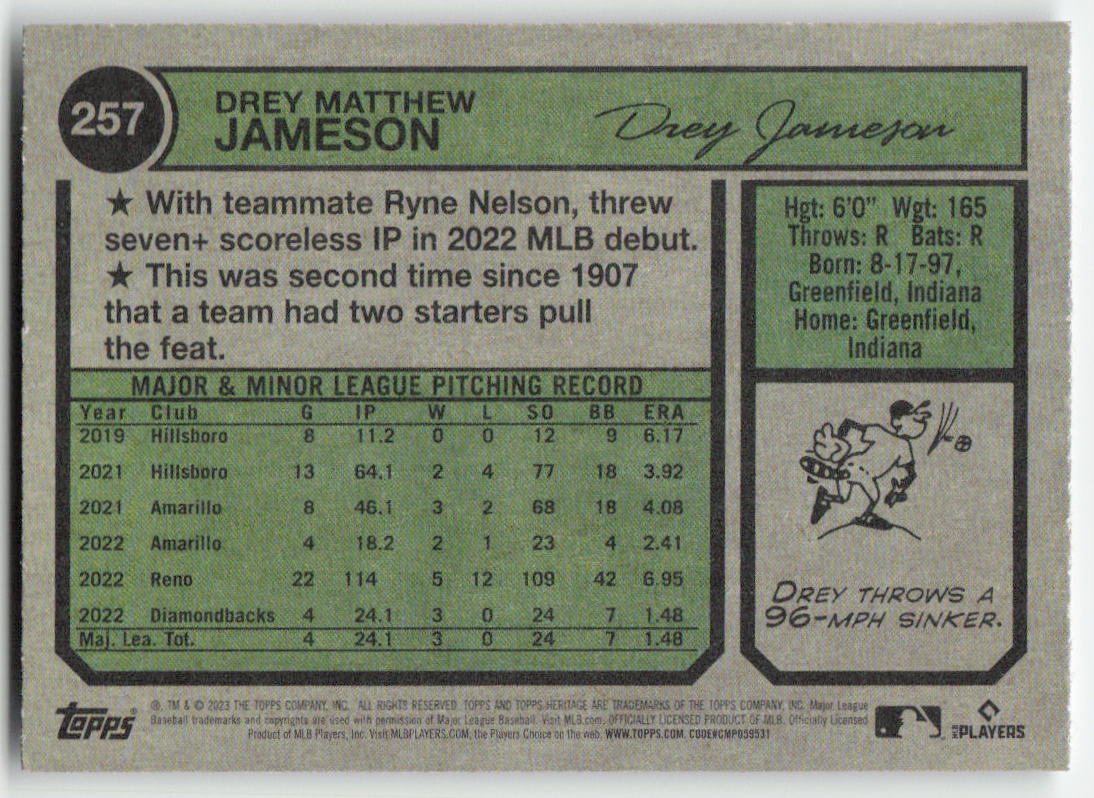 257
DREY MATTHEW
JAMESON
Drey Jameson
★ With teammate Ryne Nelson, threw
seven+ scoreless IP in 2022 MLB debut.
★ This was second time since 1907
that a team had two starters pull
the feat.
MAJOR & MINOR LEAGUE PITCHING RECORD
Year Club G IP W L SO BB ERA
2019 Hillsboro 8 11.2 0 0 12 9 6.17
2021 Hillsboro 13 64.1 2 4 77 18 3.92
2021 Amarillo 8 46.1 3 2 68 18 4.08
2022 Amarillo 4 18.2 2 1 23 4 2.41
2022 Reno 22 114 5 12 109 42 6.95
2022 Diamondbacks 4 24.1 3 0 24 7 1.48
Maj. Lea. Tot. 4 24.1 3 0 24 7 1.48
Hgt: 6'0" Wgt: 165
Throws: R Bats: R
Born: 8-17-97,
Greenfield, Indiana
Home: Greenfield,
Indiana
DREY THROWS A
96-MPH SINKER.
TOPPS
®, TM & © 2023 THE TOPPS COMPANY, INC. ALL RIGHTS RESERVED. TOPPS AND TOPPS HERITAGE ARE TRADEMARKS OF THE TOPPS COMPANY, INC. Major League
Baseball trademarks and copyrights are used with permission of Major League Baseball. Visit MLB.com. OFFICIALLY LICENSED PRODUCT OF MLB. Officially Licensed
Product of MLB Players, Inc. Visit MLBPLAYERS.COM, the Players Choice on the web. WWW.TOPPS.COM. CODE#CMP059531
MLB PLAYERS